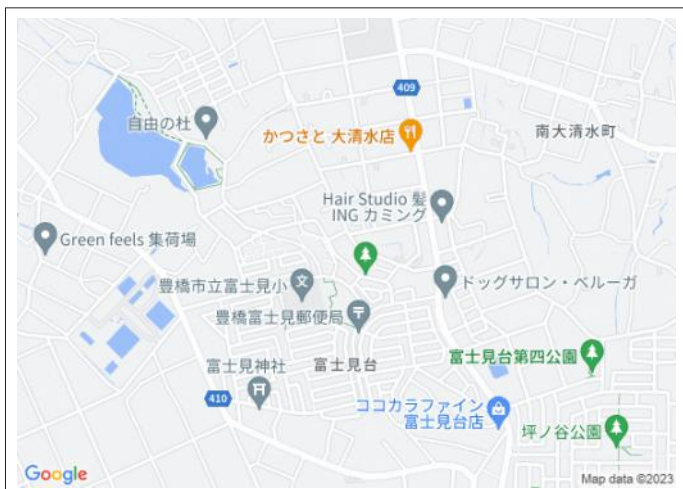 409
自由の杜
かつさと 大清水店
南大清水町
Hair Studio 髪
ING カミング
Green feels 集荷場
豊橋市立富士見小
ドッグサロン・ベルーガ
豊橋富士見郵便局
富士見神社
富士見台
富士見台第四公園
410
ココカラファイン
富士見台店
坪ノ谷公園
Google
Map data ©2023